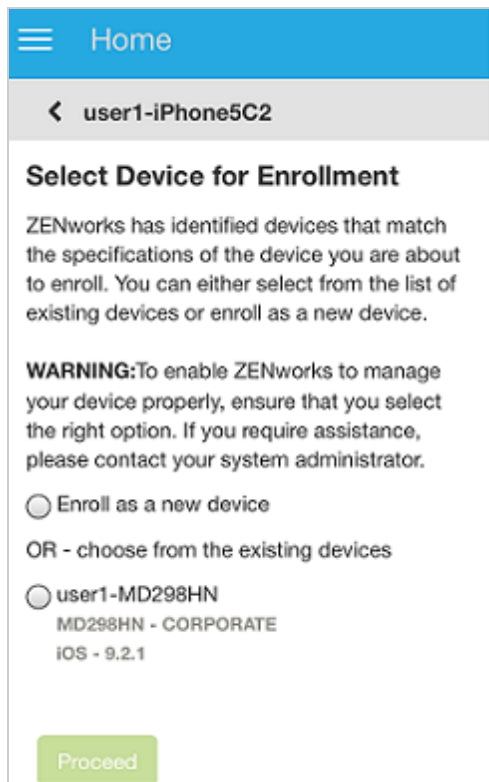 Home
user1-iPhone5C2
Select Device for Enrollment
ZENworks has identified devices that match
the specifications of the device you are about
to enroll. You can either select from the list of
existing devices or enroll as a new device.
WARNING:To enable ZENworks to manage
your device properly, ensure that you select
the right option. If you require assistance,
please contact your system administrator.
Enroll as a new device
OR - choose from the existing devices
user1-MD298HN
MD298HN - CORPORATE
iOS - 9.2.1
Proceed